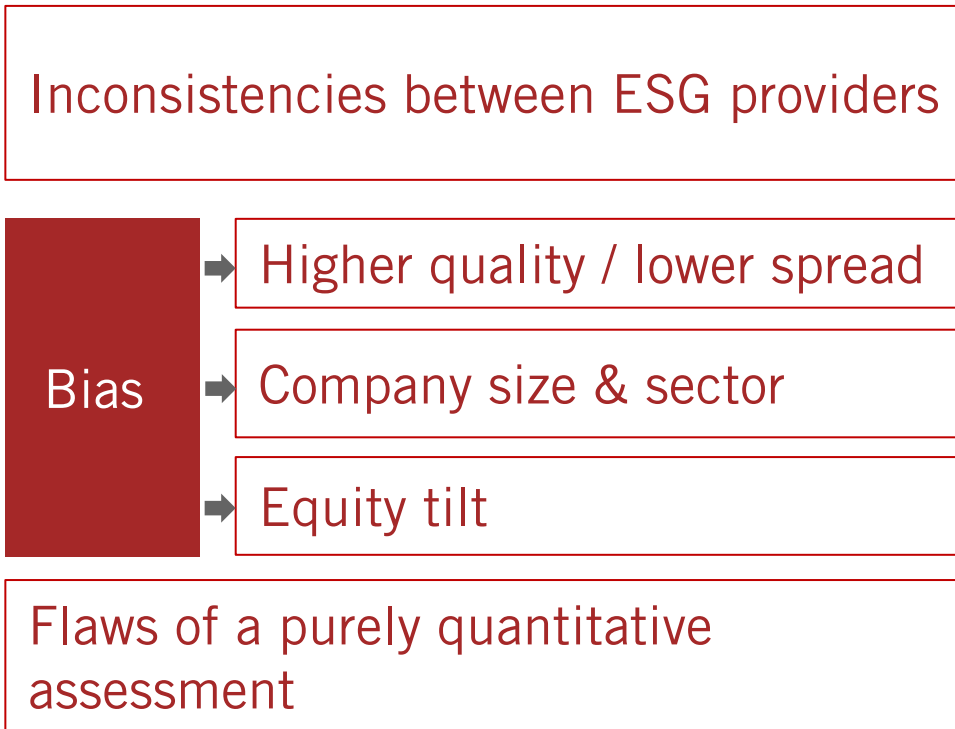 Inconsistencies between ESG providers
Bias
Higher quality / lower spread
Company size & sector
Equity tilt
Flaws of a purely quantitative
assessment